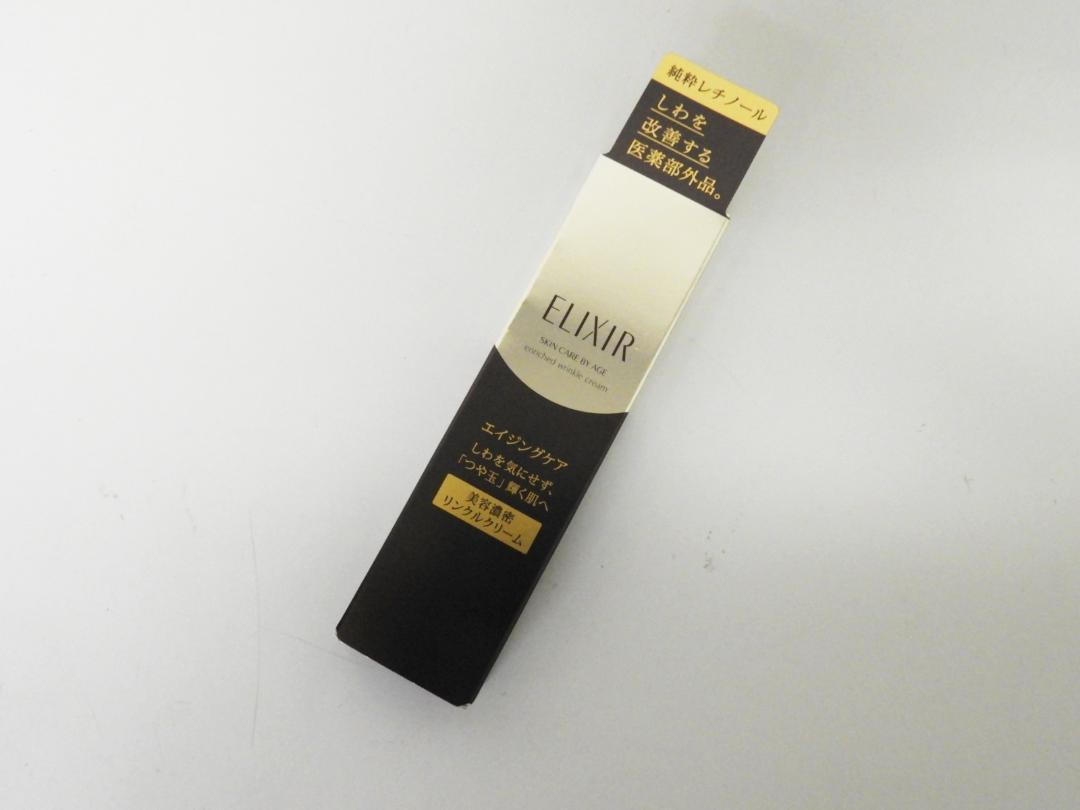 純粋レチノール
しわを
改善する
医薬部外品。
ELIXIR
SKIN CARE BY AGE
enriched wrinkle cream
エイジングケア
しわを気にせず、
「つや玉」輝く肌へ
美容濃密
リンクルクリーム